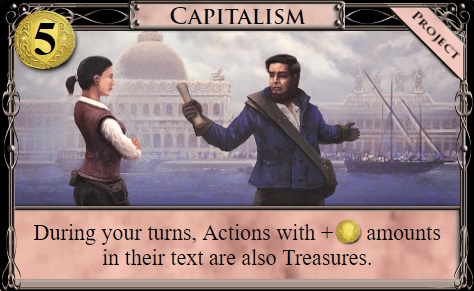 5
CAPITALISM
PROJECT
During your turns, Actions with + amounts
in their text are also Treasures.